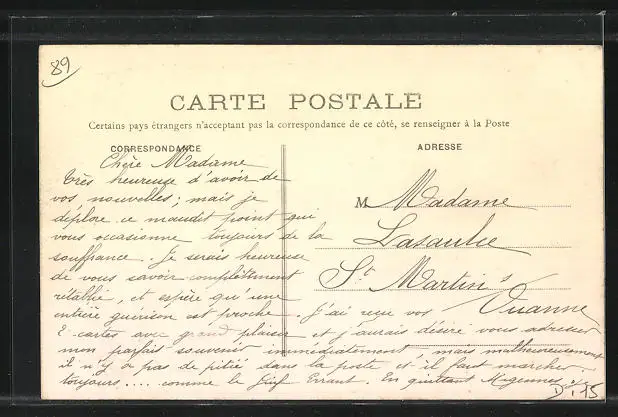 89
CARTE POSTALE
Certains pays étrangers n'acceptant pas la correspondance de ce côté, se renseigner à la Poste
CORRESPONDANCE
ADRESSE
Chère Madame
Très heureuse d'avoir de
vos nouvelles; mais je
déplore ce maudit point qui
vous occasionne toujours de la
souffrance. Je serais heureuse
de vous savoir complètement
rétablie, et espère qu'une
entière guérison est proche. J'ai reçu vos
2 cartes avec grand plaisir et j'aurais désiré vous adresser
mon parfait souvenir immédiatement, mais malheureusement
il n'y a pas de pitié dans la poste et il faut marcher
toujours.... comme le Juif Errant. En quittant Migennes
M Madame
Lasaulce
St Martin